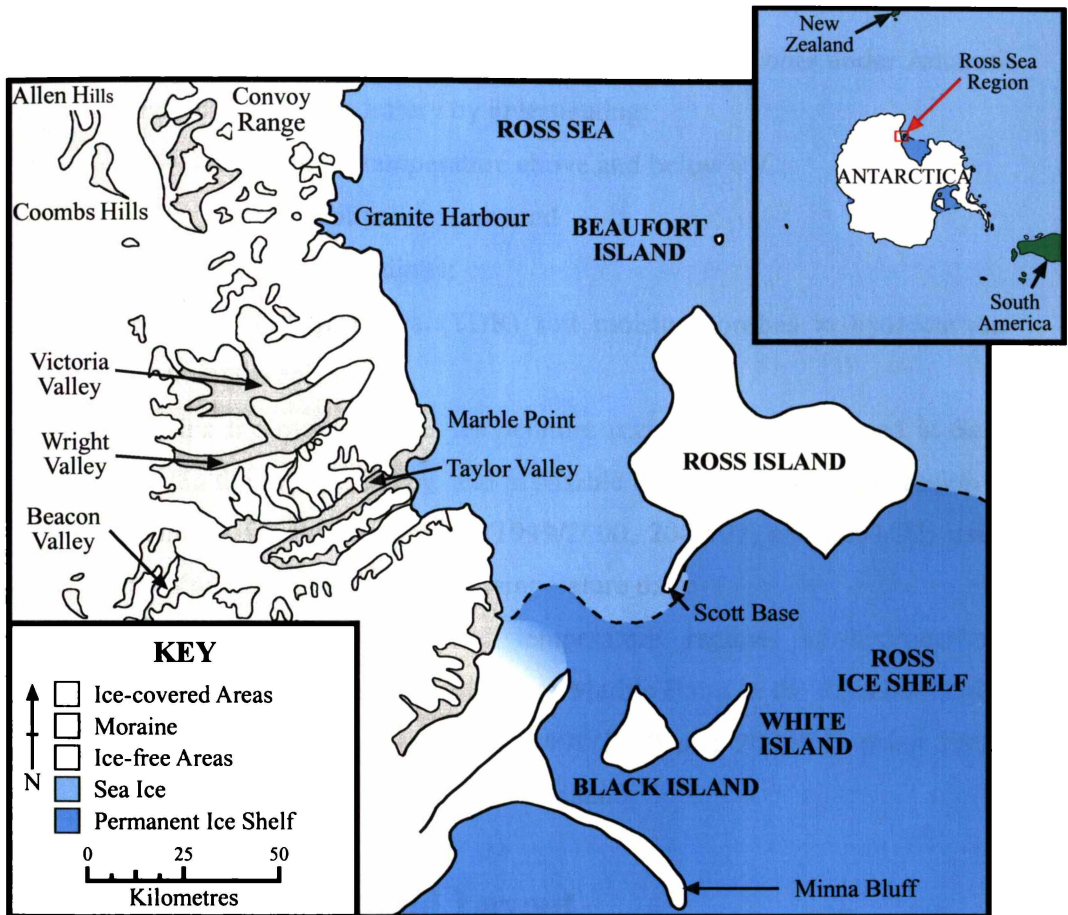 New
Zealand
Ross Sea
Region
ANTARCTICA
South
America
Allen Hills
Convoy
Range
ROSS SEA
Coombs Hills
Granite Harbour
BEAUFORT
ISLAND
Victoria
Valley
Marble Point
Wright
Valley
Taylor Valley
ROSS ISLAND
Beacon
Valley
Scott Base
ROSS
ICE SHELF
WHITE
ISLAND
BLACK ISLAND
Minna Bluff
KEY
Ice-covered Areas
Moraine
Ice-free Areas
Sea Ice
Permanent Ice Shelf
N
0 25 50
Kilometres